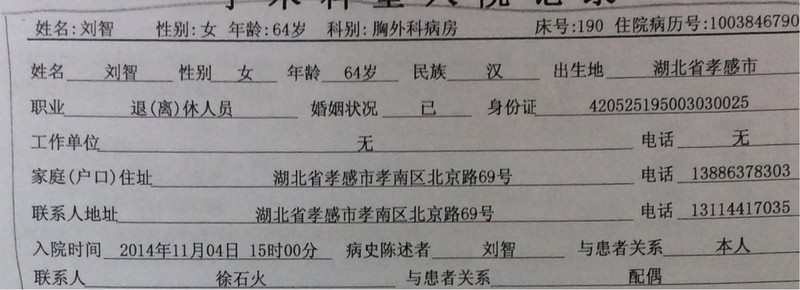 姓名:刘智 性别:女 年龄:64岁 科别:胸外科病房 床号:190 住院病历号:1003846790
姓名 刘智 性别 女 年龄 64岁 民族 汉 出生地 湖北省孝感市
职业 退(离)休人员 婚姻状况 已 身份证 420525195003030025
工作单位 无 电话 无
家庭(户口)住址 湖北省孝感市孝南区北京路69号 电话 13886378303
联系人地址 湖北省孝感市孝南区北京路69号 电话 13114417035
入院时间 2014年11月04日 15时00分 病史陈述者 刘智 与患者关系 本人
联系人 徐石火 与患者关系 配偶